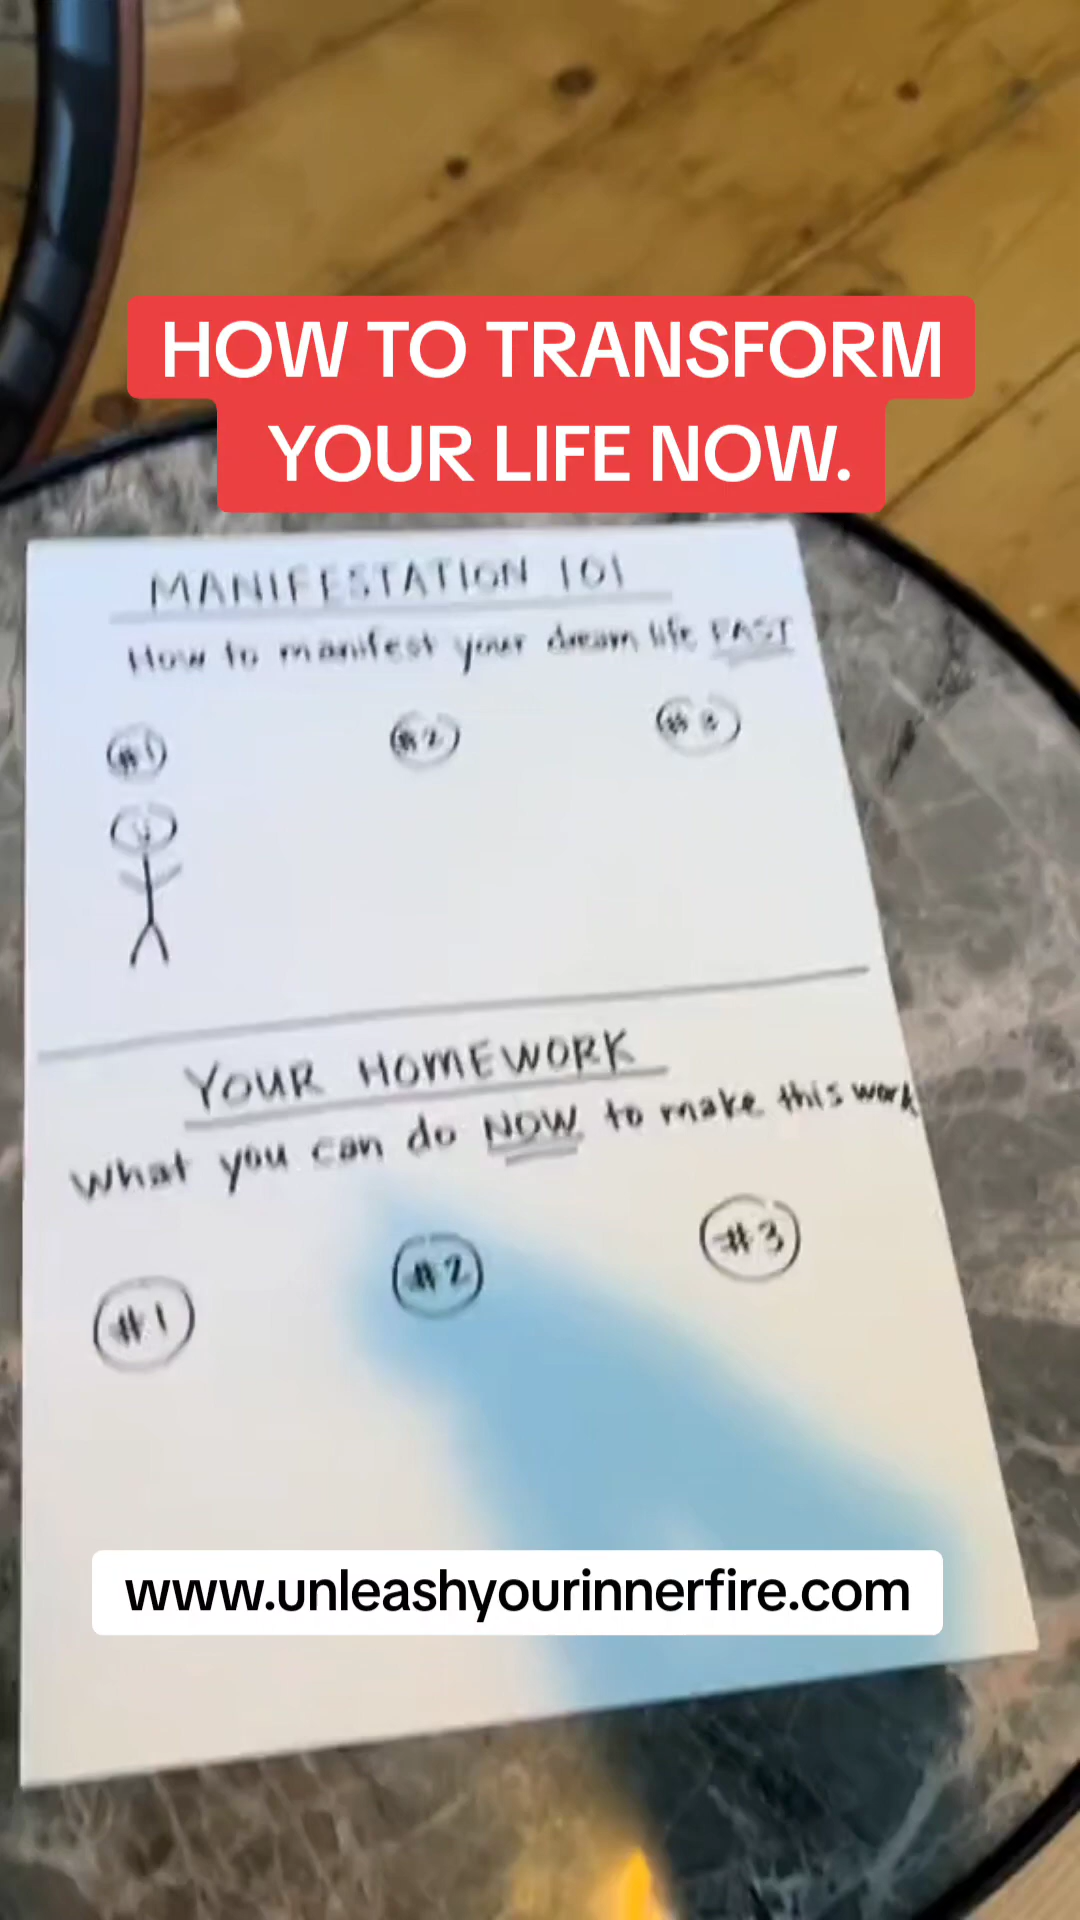 HOW TO TRANSFORM
YOUR LIFE NOW.
MANIFESTATION 101
How to manifest your dream life FAST
#1 #2 #3
YOUR HOMEWORK
What you can do NOW to make this work
#1 #2 #3
www.unleashyourinnerfire.com